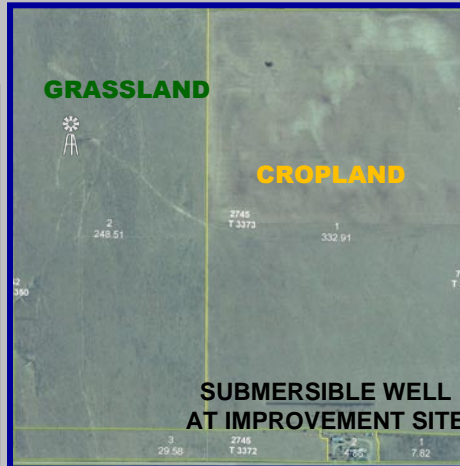 GRASSLAND
CROPLAND
2745
T 3373
2
248.51
1
332.91
SUBMERSIBLE WELL
AT IMPROVEMENT SITE
3
29.58
2745
T 3372
2
1
7.82